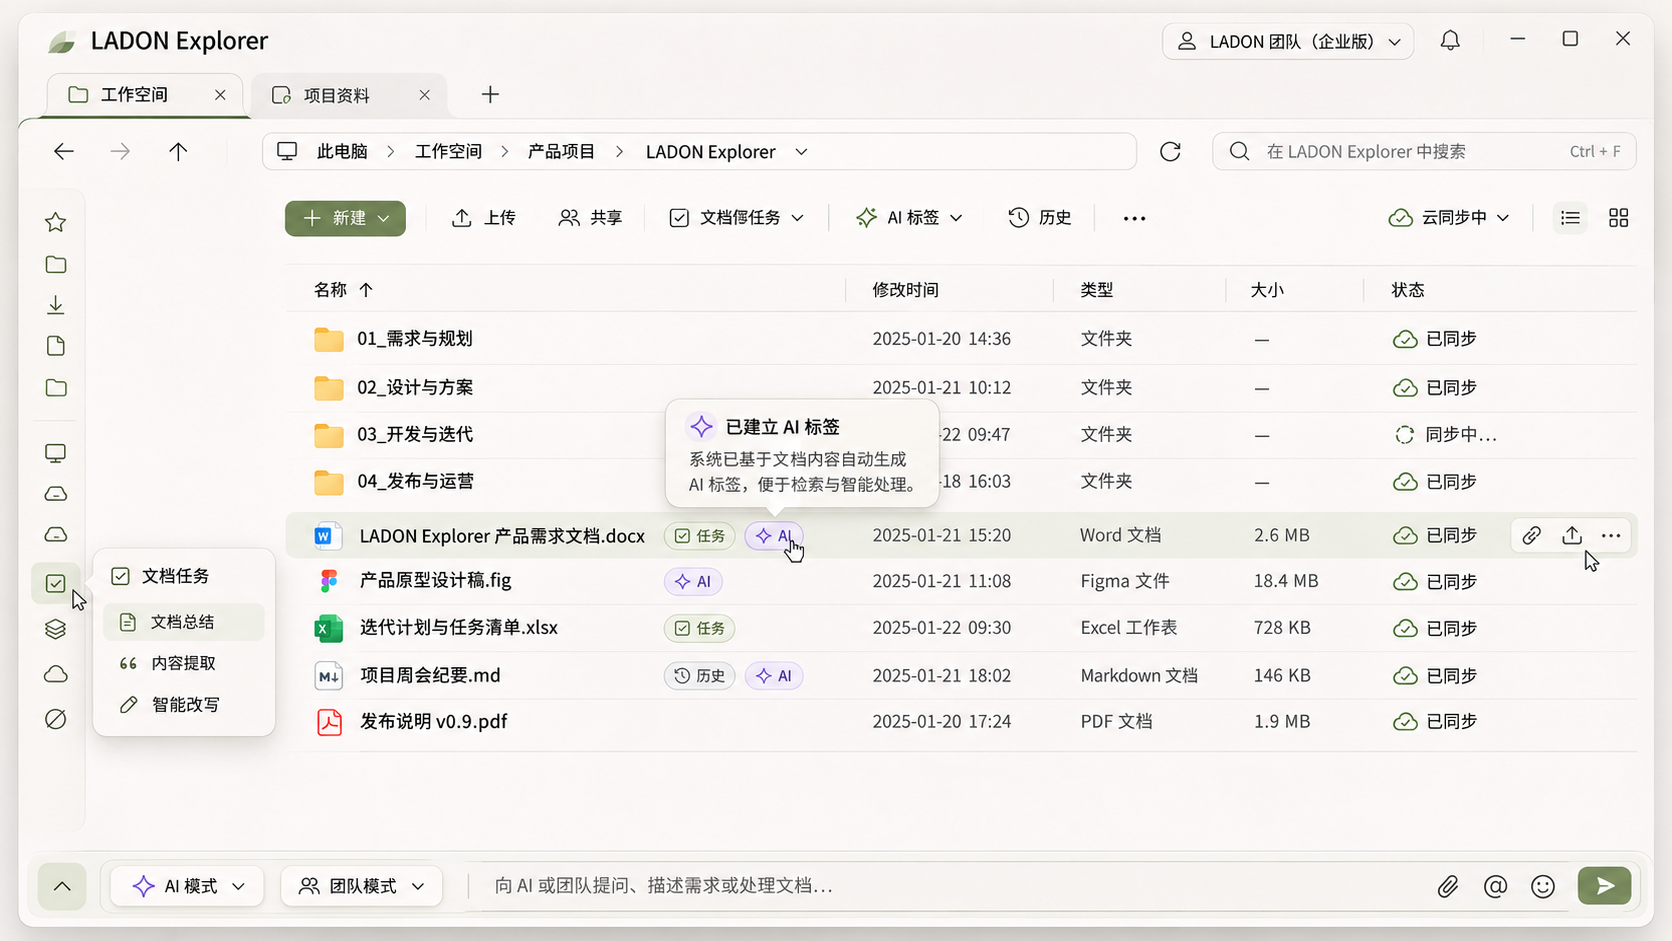 LADON Explorer
LADON 团队（企业版）
工作空间
项目资料
此电脑 > 工作空间 > 产品项目 > LADON Explorer
在 LADON Explorer 中搜索 Ctrl + F
新建 上传 共享 文档偓任务 AI 标签 历史 云同步中
名称 修改时间 类型 大小 状态
01_需求与规划 2025-01-20 14:36 文件夹 — 已同步
02_设计与方案 2025-01-21 10:12 文件夹 — 已同步
已建立 AI 标签
系统已基于文档内容自动生成
AI 标签，便于检索与智能处理。
03_开发与迭代 -22 09:47 文件夹 — 同步中...
04_发布与运营 -18 16:03 文件夹 — 已同步
LADON Explorer 产品需求文档.docx 任务 AI 2025-01-21 15:20 Word 文档 2.6 MB 已同步
产品原型设计稿.fig AI 2025-01-21 11:08 Figma 文件 18.4 MB 已同步
迭代计划与任务清单.xlsx 任务 2025-01-22 09:30 Excel 工作表 728 KB 已同步
项目周会纪要.md 历史 AI 2025-01-21 18:02 Markdown 文档 146 KB 已同步
发布说明 v0.9.pdf 2025-01-20 17:24 PDF 文档 1.9 MB 已同步
文档任务
文档总结
内容提取
智能改写
AI 模式
团队模式
向 AI 或团队提问、描述需求或处理文档...